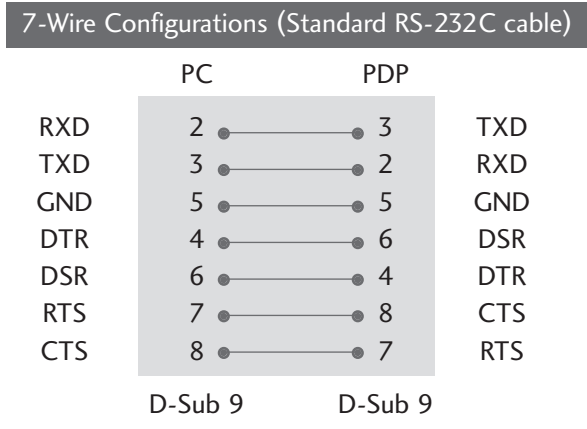 7-Wire Configurations (Standard RS-232C cable)
PC PDP
RXD 2 3 TXD
TXD 3 2 RXD
GND 5 5 GND
DTR 4 6 DSR
DSR 6 4 DTR
RTS 7 8 CTS
CTS 8 7 RTS
D-Sub 9 D-Sub 9